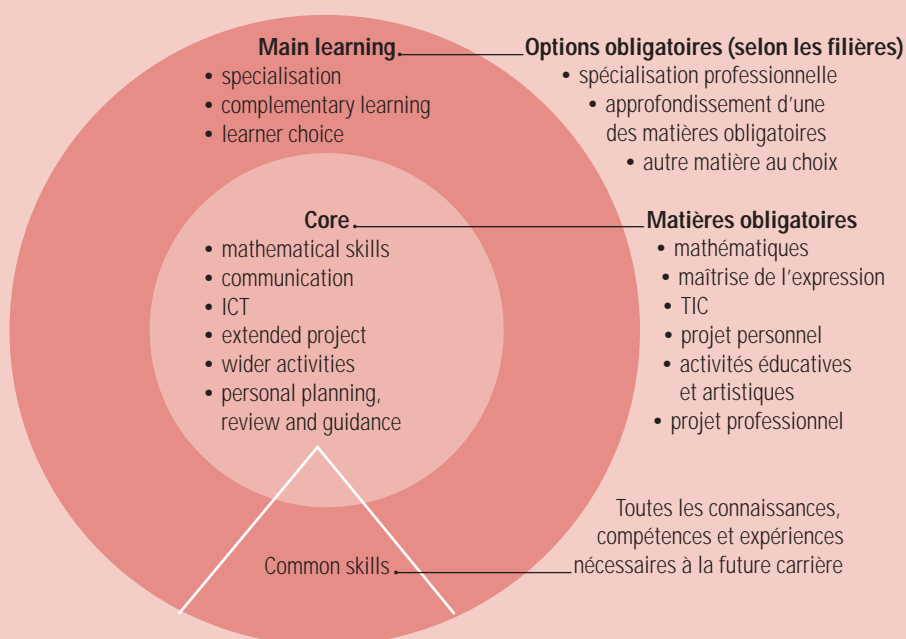 Main learning
• specialisation
• complementary learning
• learner choice
Options obligatoires (selon les filières)
• spécialisation professionnelle
• approfondissement d'une
des matières obligatoires
• autre matière au choix
Core
• mathematical skills
• communication
• ICT
• extended project
• wider activities
• personal planning,
review and guidance
Matières obligatoires
• mathématiques
• maîtrise de l'expression
• TIC
• projet personnel
• activités éducatives
et artistiques
• projet professionnel
Common skills
Toutes les connaissances,
compétences et expériences
nécessaires à la future carrière